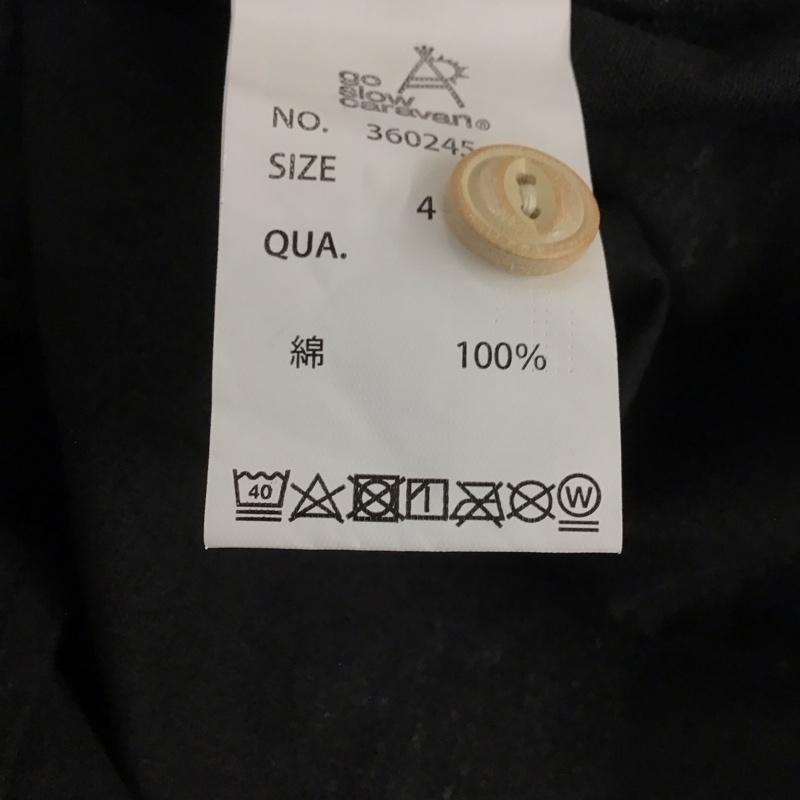 go
slow
caravan®
NO. 360245
SIZE
4
QUA.
綿 100%
40
W